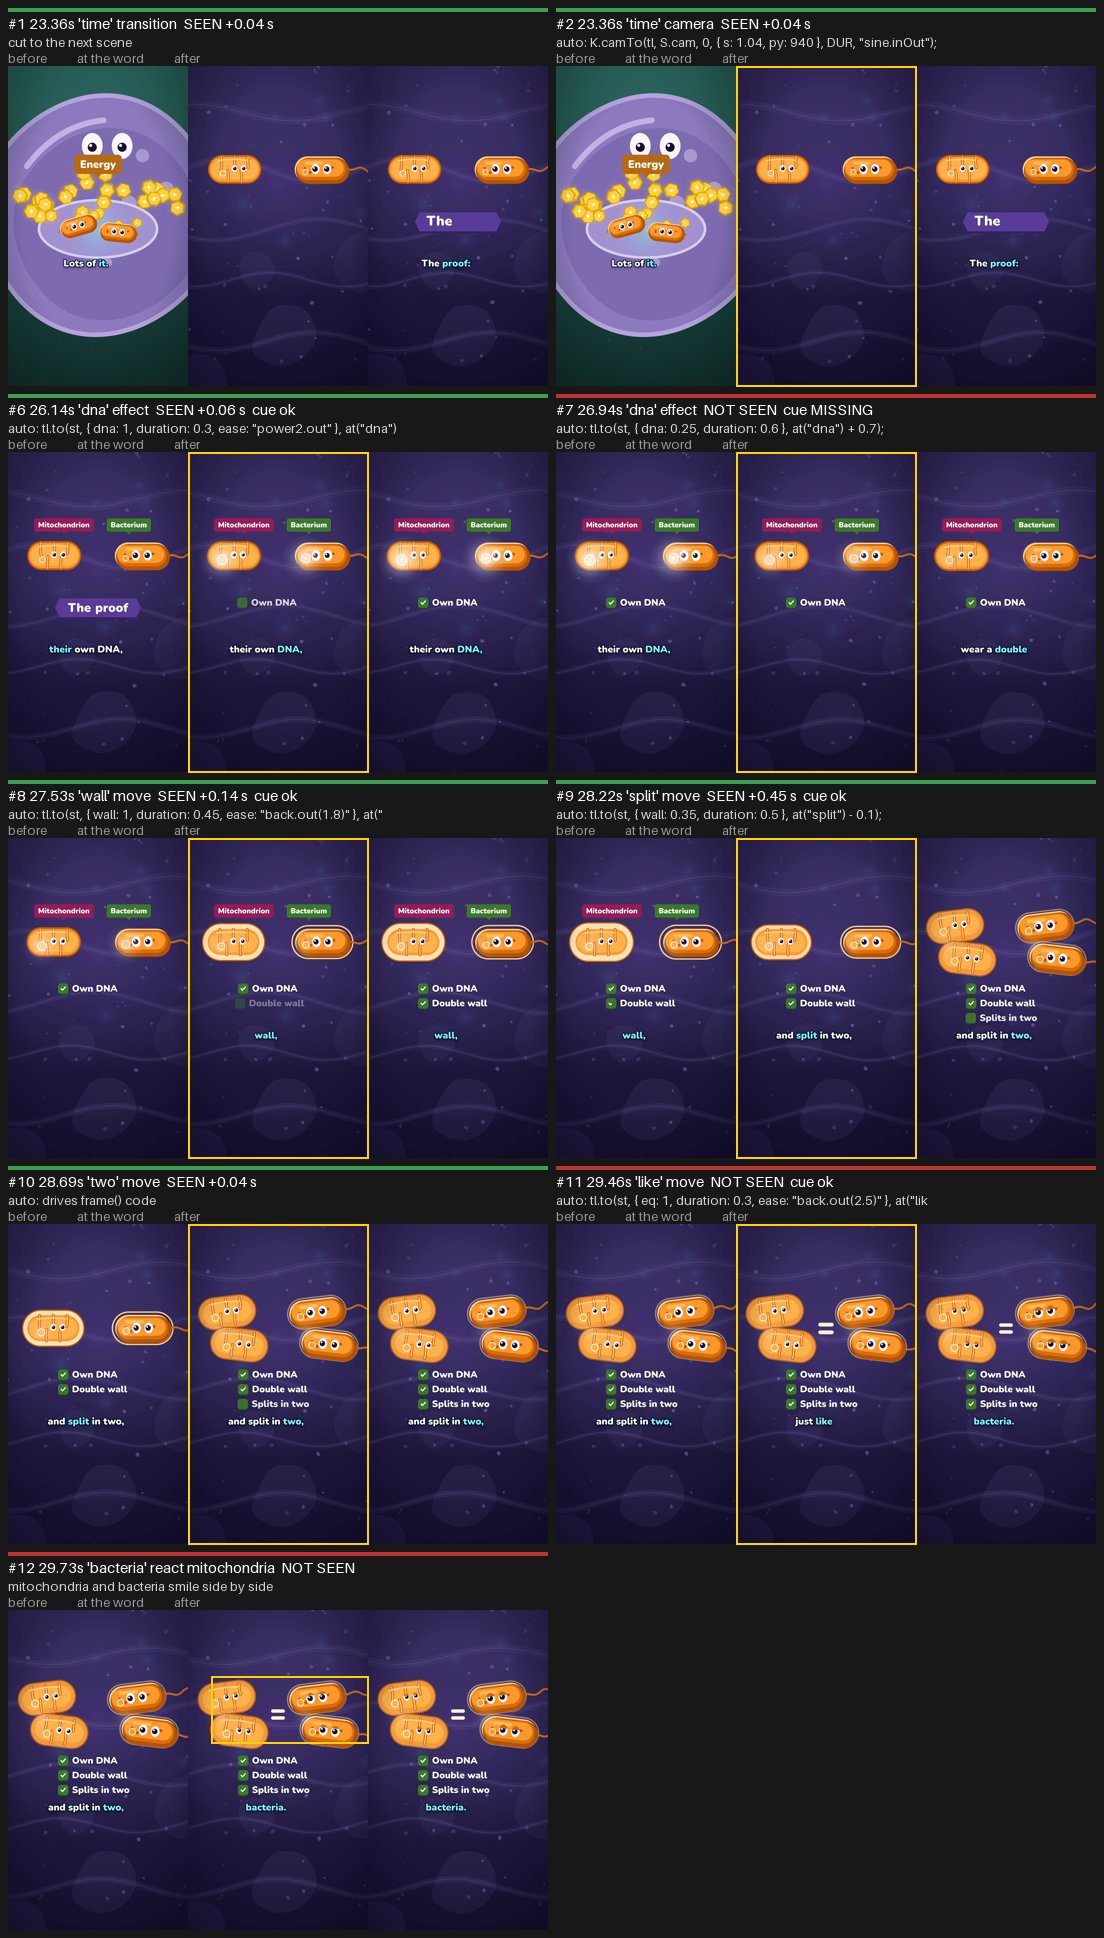 #1 23.36s 'time' transition  SEEN +0.04 s
cut to the next scene
before at the word after
Energy
Lots of it.
The
The proof:
#2 23.36s 'time' camera  SEEN +0.04 s
auto: K.camTo(tl, S.cam, 0, { s: 1.04, py: 940 }, DUR, "sine.inOut");
before at the word after
Energy
Lots of it.
The
The proof:
#6 26.14s 'dna' effect  SEEN +0.06 s  cue ok
auto: tl.to(st, { dna: 1, duration: 0.3, ease: "power2.out" }, at("dna")
before at the word after
Mitochondrion Bacterium
The proof
their own DNA,
Mitochondrion Bacterium
Own DNA
their own DNA,
Mitochondrion Bacterium
Own DNA
their own DNA,
#7 26.94s 'dna' effect  NOT SEEN  cue MISSING
auto: tl.to(st, { dna: 0.25, duration: 0.6 }, at("dna") + 0.7);
before at the word after
Mitochondrion Bacterium
Own DNA
their own DNA,
Mitochondrion Bacterium
Own DNA
Mitochondrion Bacterium
Own DNA
wear a double
#8 27.53s 'wall' move  SEEN +0.14 s  cue ok
auto: tl.to(st, { wall: 1, duration: 0.45, ease: "back.out(1.8)" }, at("
before at the word after
Mitochondrion Bacterium
Own DNA
Mitochondrion Bacterium
Own DNA
Double wall
wall,
Mitochondrion Bacterium
Own DNA
Double wall
wall,
#9 28.22s 'split' move  SEEN +0.45 s  cue ok
auto: tl.to(st, { wall: 0.35, duration: 0.5 }, at("split") - 0.1);
before at the word after
Mitochondrion Bacterium
Own DNA
Double wall
wall,
Own DNA
Double wall
and split in two,
Own DNA
Double wall
Splits in two
and split in two,
#10 28.69s 'two' move  SEEN +0.04 s
auto: drives frame() code
before at the word after
Own DNA
Double wall
and split in two,
Own DNA
Double wall
Splits in two
and split in two,
Own DNA
Double wall
Splits in two
and split in two,
#11 29.46s 'like' move  NOT SEEN  cue ok
auto: tl.to(st, { eq: 1, duration: 0.3, ease: "back.out(2.5)" }, at("lik
before at the word after
Own DNA
Double wall
Splits in two
and split in two,
=
Own DNA
Double wall
Splits in two
just like
=
Own DNA
Double wall
Splits in two
bacteria.
#12 29.73s 'bacteria' react mitochondria  NOT SEEN
mitochondria and bacteria smile side by side
before at the word after
Own DNA
Double wall
Splits in two
and split in two,
=
Own DNA
Double wall
Splits in two
bacteria.
=
Own DNA
Double wall
Splits in two
bacteria.